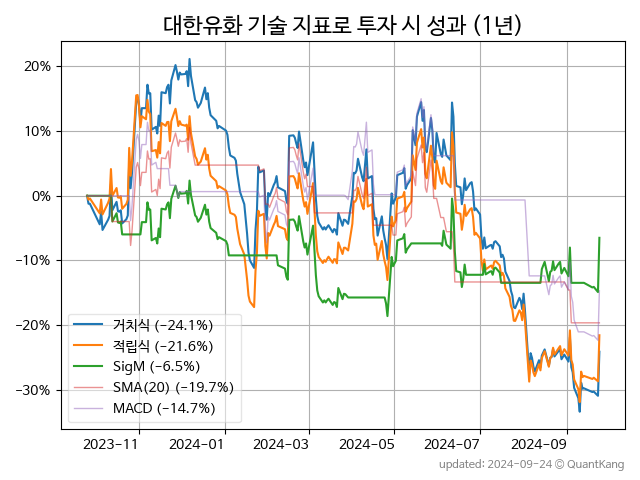 대한유화 기술 지표로 투자 시 성과 (1년)
20%
10%
0%
−10%
−20%
−30%
거치식 (−24.1%)
적립식 (−21.6%)
SigM (−6.5%)
SMA(20) (−19.7%)
MACD (−14.7%)
2023-11 2024-01 2024-03 2024-05 2024-07 2024-09
updated: 2024-09-24 © QuantKang